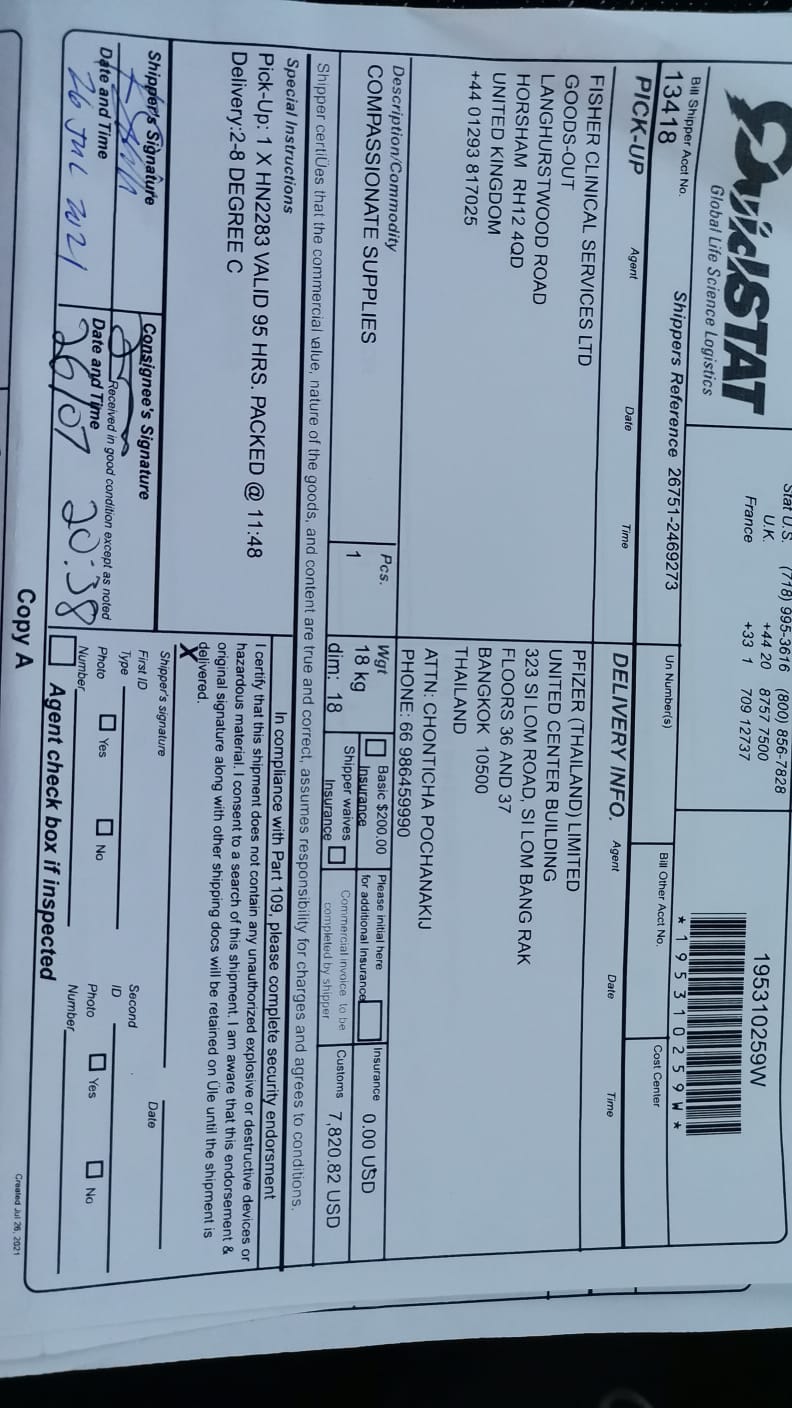 QuickSTAT
Global Life Science Logistics
Stat U.S. (718) 995-3616 (800) 856-7828
U.K. +44 20 8757 7500
France +33 1 709 12737
195310259W
*195310259W*
Bill Shipper Acct No.
13418
Shippers Reference 26751-2469273
Un Number(s)
Bill Other Acct No.
Cost Center
PICK-UP Agent Date Time
DELIVERY INFO. Agent Date Time
FISHER CLINICAL SERVICES LTD
GOODS-OUT
LANGHURSTWOOD ROAD
HORSHAM RH12 4QD
UNITED KINGDOM
+44 01293 817025
PFIZER (THAILAND) LIMITED
UNITED CENTER BUILDING
323 SI LOM ROAD, SI LOM BANG RAK
FLOORS 36 AND 37
BANGKOK 10500
THAILAND
ATTN: CHONTICHA POCHANAKIJ
PHONE: 66 986459990
Description/Commodity
COMPASSIONATE SUPPLIES
Pcs.
1
Wgt
18 kg
dim: 18
Basic $200.00
Insurance
Shipper waives
Insurance
Please initial here
for additional Insurance
Commercial invoice to be
completed by shipper
Insurance 0.00 USD
Customs 7,820.82 USD
Shipper certiÜes that the commercial value, nature of the goods, and content are true and correct, assumes responsibility for charges and agrees to conditions.
Special Instructions
Pick-Up: 1 X HN2283 VALID 95 HRS. PACKED @ 11:48
Delivery:2-8 DEGREE C
In compliance with Part 109, please complete security endorsment
I certify that this shipment does not contain any unauthorized explosive or destructive devices or
hazardous material. I consent to a search of this shipment. I am aware that this endorsement &
original signature along with other shipping docs will be retained on Üle until the shipment is
delivered.
X
Shipper's signature
Date
First ID
Type
Second
ID
Photo Yes No
Photo Yes No
Number
Number
Shipper's Signature
Date and Time
26 JUL 2021
Consignee's Signature
Received in good condition except as noted
Date and Time
26/07 20:38
Agent check box if inspected
Copy A
Created Jul 26, 2021